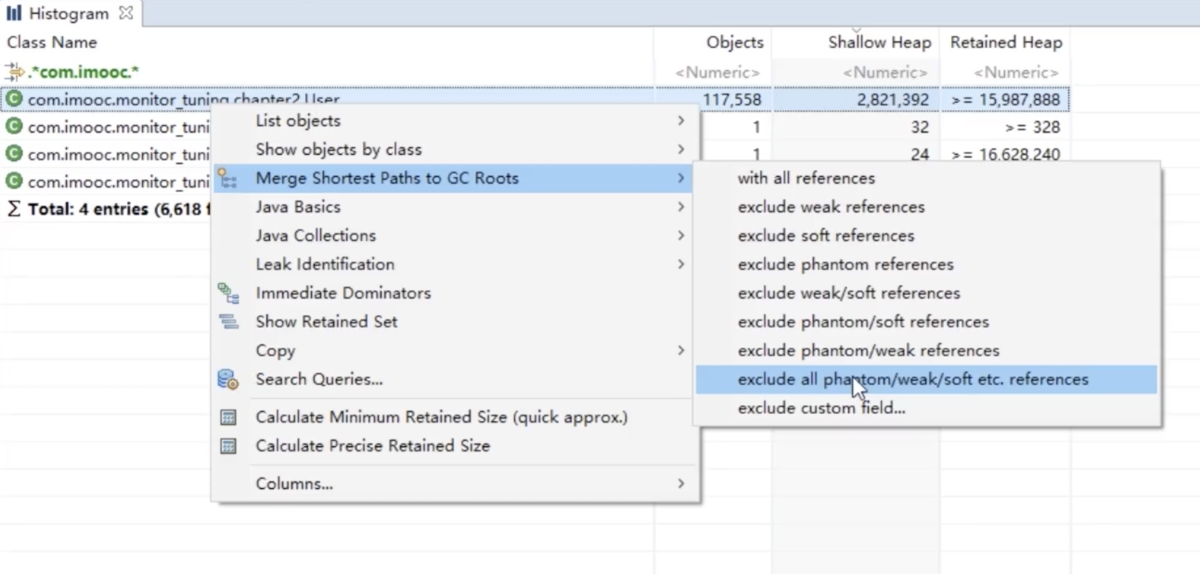 Histogram
Class Name Objects Shallow Heap Retained Heap
.*com.imooc.* <Numeric> <Numeric> <Numeric>
com.imooc.monitor_tuning.chapter2.User 117,558 2,821,392 >= 15,987,888
com.imooc.monitor_tuni 1 32 >= 328
com.imooc.monitor_tuni 1 24 >= 16,628,240
com.imooc.monitor_tuni
Σ Total: 4 entries (6,618 f
List objects
Show objects by class
Merge Shortest Paths to GC Roots
Java Basics
Java Collections
Leak Identification
Immediate Dominators
Show Retained Set
Copy
Search Queries...
Calculate Minimum Retained Size (quick approx.)
Calculate Precise Retained Size
Columns...
with all references
exclude weak references
exclude soft references
exclude phantom references
exclude weak/soft references
exclude phantom/soft references
exclude phantom/weak references
exclude all phantom/weak/soft etc. references
exclude custom field...